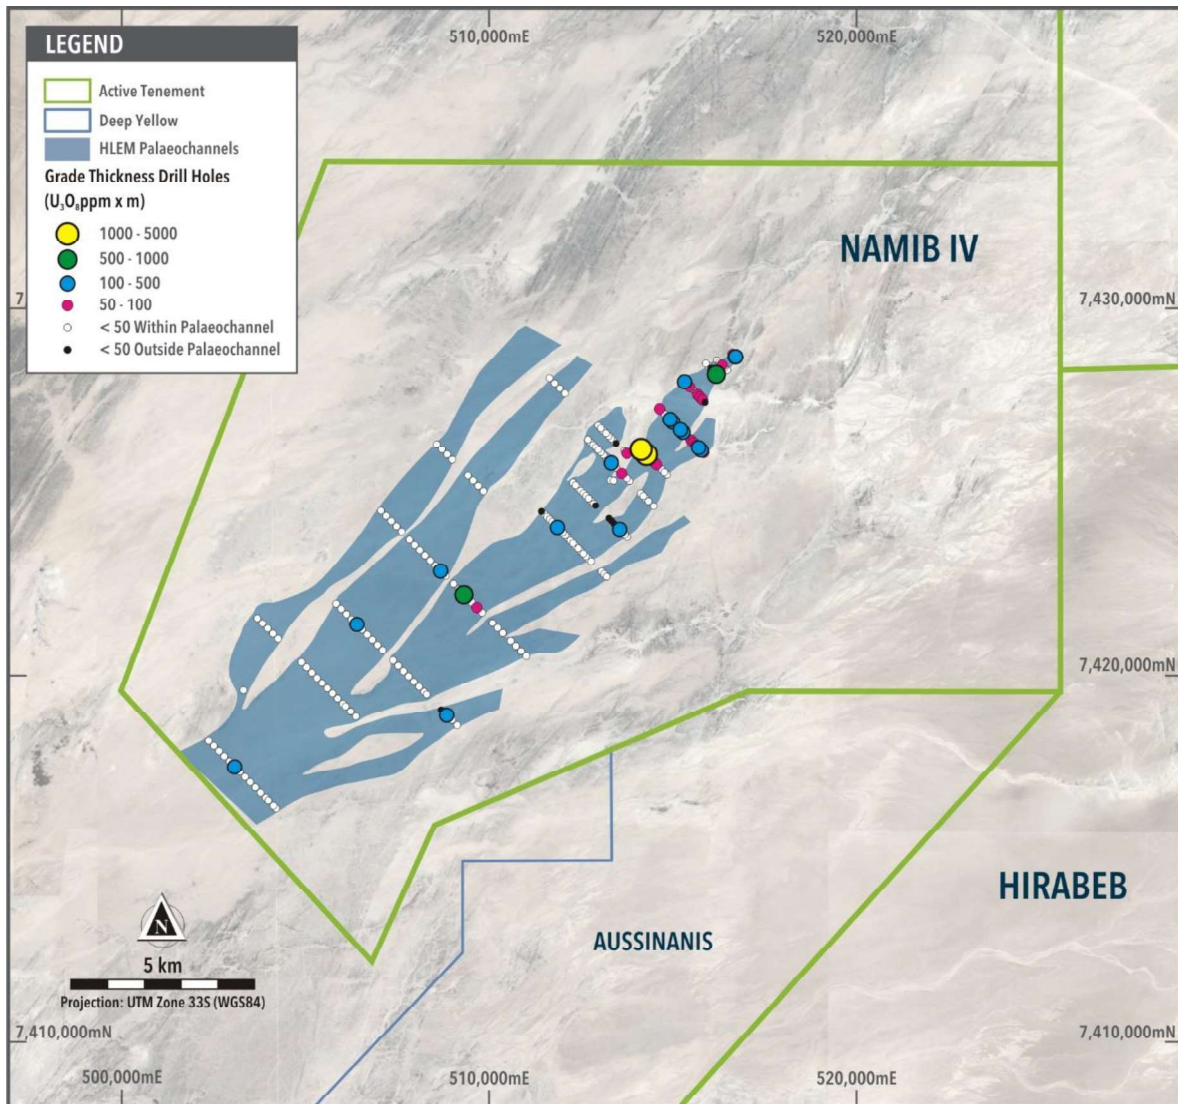 LEGEND
Active Tenement
Deep Yellow
HLEM Palaeochannels
Grade Thickness Drill Holes
(U₃O₈ppm x m)
1000 - 5000
500 - 1000
100 - 500
50 - 100
< 50 Within Palaeochannel
< 50 Outside Palaeochannel
510,000mE
520,000mE
NAMIB IV
7
7,430,000mN
7,420,000mN
HIRABEB
AUSSINANIS
N
5 km
Projection: UTM Zone 33S (WGS84)
7,410,000mN
7,410,000mN
500,000mE
510,000mE
520,000mE